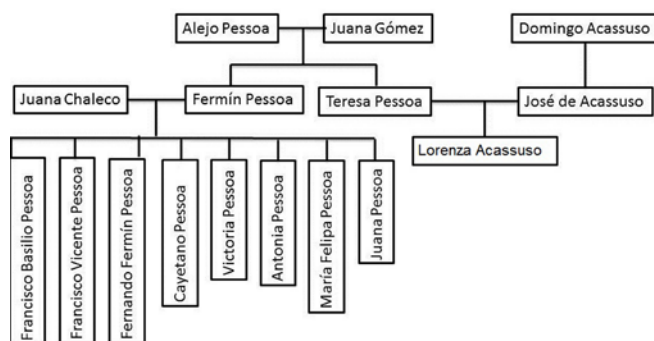 Alejo Pessoa
Juana Gómez
Domingo Acassuso
Juana Chaleco
Fermín Pessoa
Teresa Pessoa
José de Acassuso
Lorenza Acassuso
Francisco Basilio Pessoa
Francisco Vicente Pessoa
Fernando Fermín Pessoa
Cayetano Pessoa
Victoria Pessoa
Antonia Pessoa
María Felipa Pessoa
Juana Pessoa